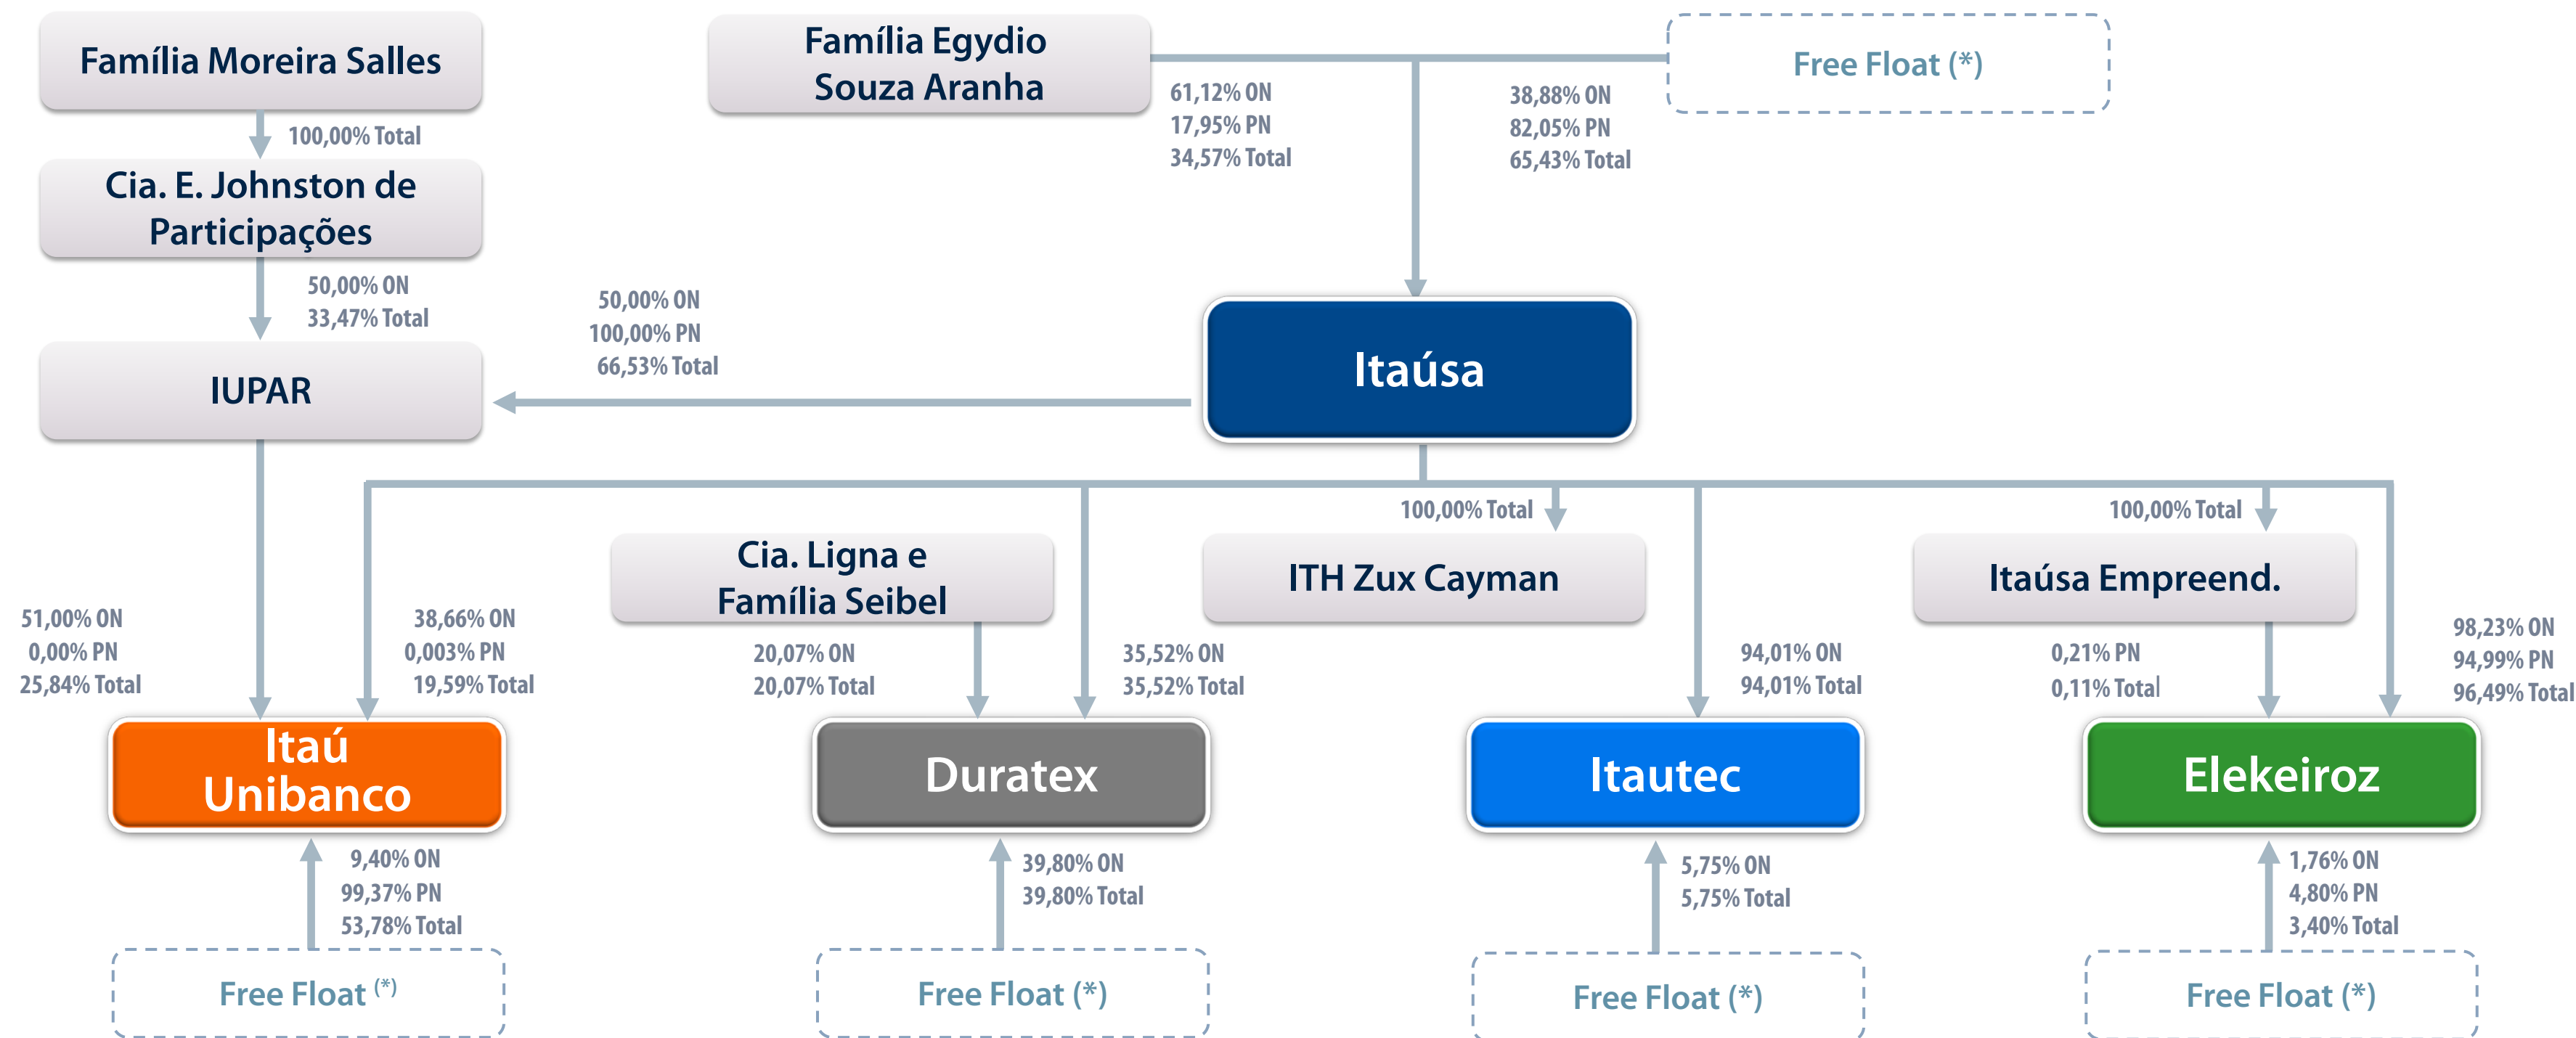 Família Moreira Salles
100,00% Total
Cia. E. Johnston de
Participações
50,00% ON
33,47% Total
IUPAR
Família Egydio
Souza Aranha
61,12% ON
17,95% PN
34,57% Total
38,88% ON
82,05% PN
65,43% Total
Free Float (*)
50,00% ON
100,00% PN
66,53% Total
Itaúsa
100,00% Total
100,00% Total
Cia. Ligna e
Família Seibel
ITH Zux Cayman
Itaúsa Empreend.
51,00% ON
0,00% PN
25,84% Total
38,66% ON
0,003% PN
19,59% Total
20,07% ON
20,07% Total
35,52% ON
35,52% Total
94,01% ON
94,01% Total
0,21% PN
0,11% Total
98,23% ON
94,99% PN
96,49% Total
Itaú
Unibanco
Duratex
Itautec
Elekeiroz
9,40% ON
99,37% PN
53,78% Total
39,80% ON
39,80% Total
5,75% ON
5,75% Total
1,76% ON
4,80% PN
3,40% Total
Free Float (*)
Free Float (*)
Free Float (*)
Free Float (*)